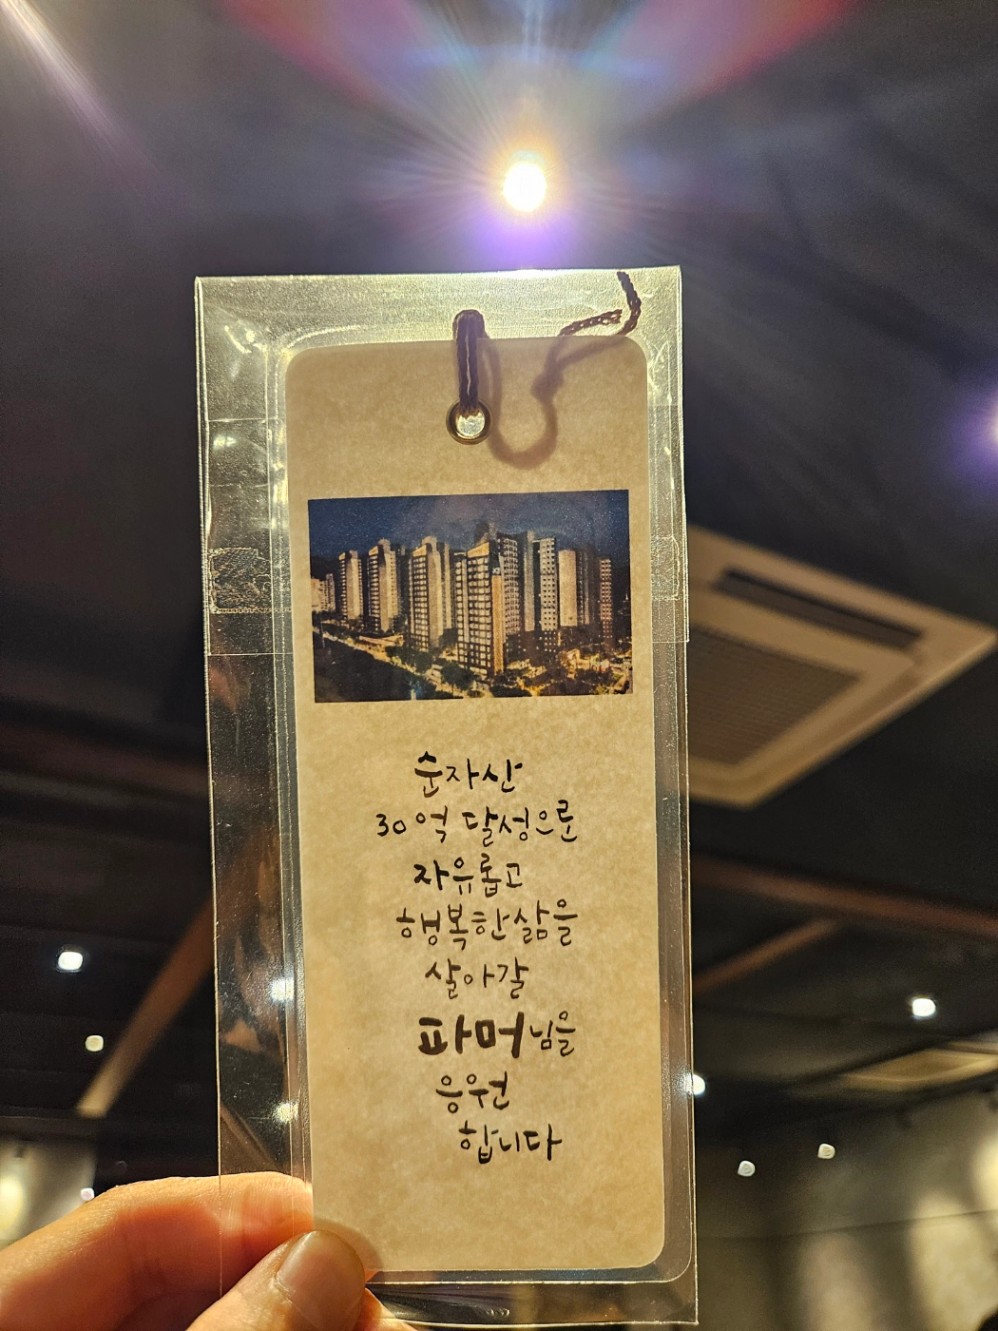 순자산
30억 달성으로
자유롭고
행복한 삶을
살아갈
파머님을
응원
합니다